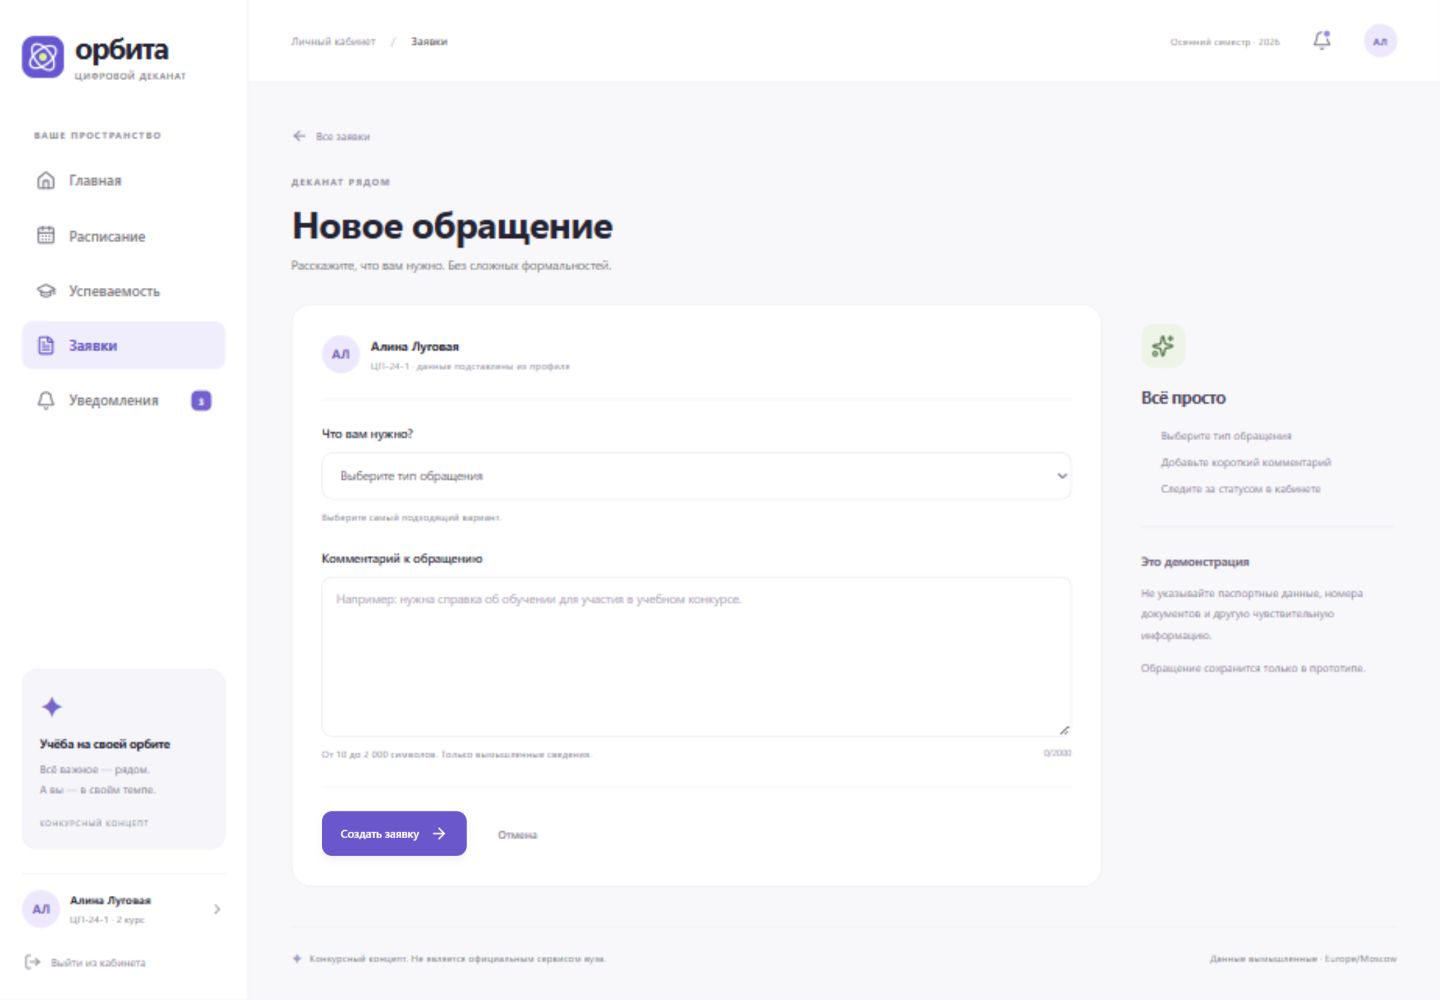 орбита
ЦИФРОВОЙ ДЕКАНАТ
ВАШЕ ПРОСТРАНСТВО
Главная
Расписание
Успеваемость
Заявки
Уведомления 3
Учёба на своей орбите
Всё важное — рядом.
А вы — в своём темпе.
КОНКУРСНЫЙ КОНЦЕПТ
АЛ
Алина Луговая
ЦП-24-1 · 2 курс
Выйти из кабинета
Личный кабинет / Заявки
Осенний семестр · 2026
АЛ
Все заявки
ДЕКАНАТ РЯДОМ
Новое обращение
Расскажите, что вам нужно. Без сложных формальностей.
АЛ
Алина Луговая
ЦП-24-1 · данные подставлены из профиля
Что вам нужно?
Выберите тип обращения
Выберите самый подходящий вариант.
Комментарий к обращению
Например: нужна справка об обучении для участия в учебном конкурсе.
От 10 до 2 000 символов. Только вымышленные сведения.
0/2000
Создать заявку
Отмена
Всё просто
Выберите тип обращения
Добавьте короткий комментарий
Следите за статусом в кабинете
Это демонстрация
Не указывайте паспортные данные, номера
документов и другую чувствительную
информацию.
Обращение сохранится только в прототипе.
Конкурсный концепт. Не является официальным сервисом вуза.
Данные вымышленные · Europe/Moscow